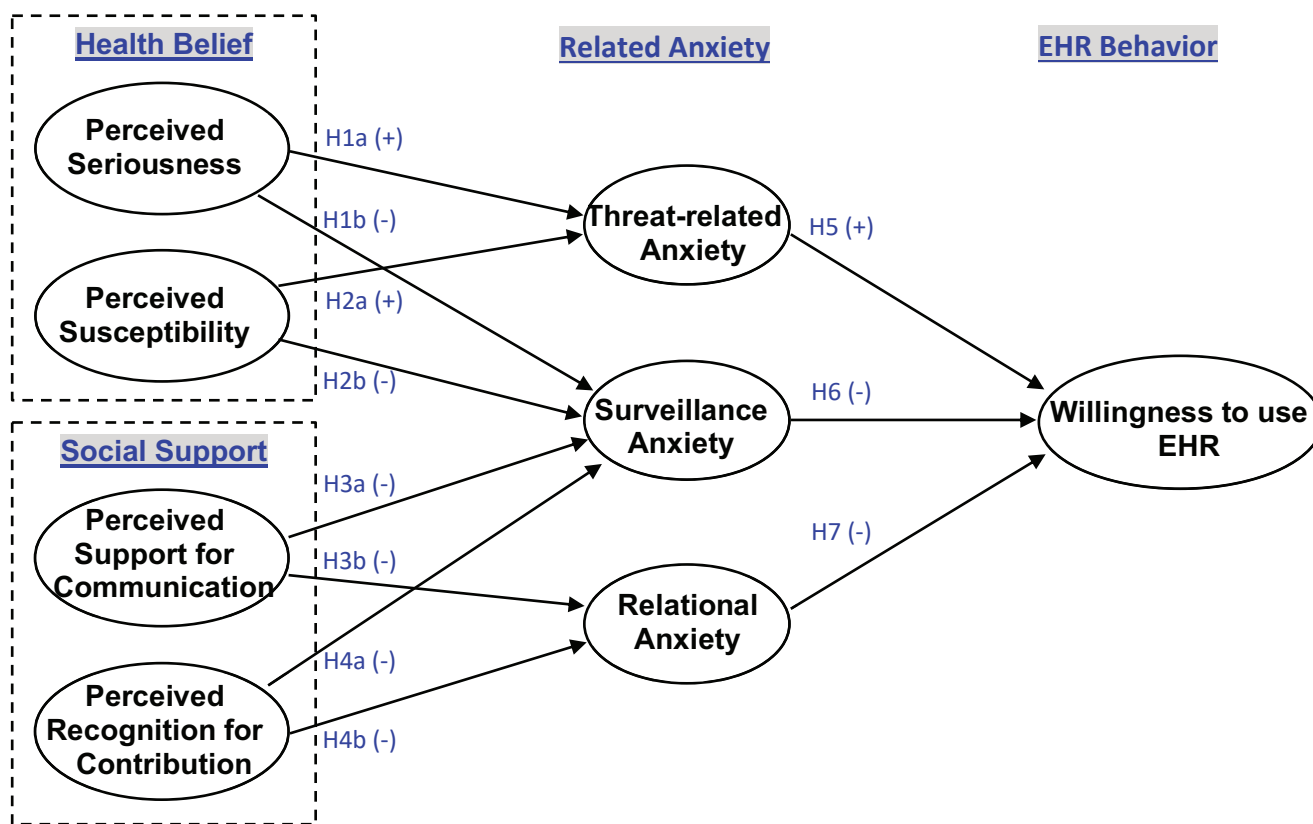 Health Belief
Related Anxiety
EHR Behavior
Perceived
Seriousness
H1a (+)
H1b (-)
Threat-related
Anxiety
H5 (+)
Perceived
Susceptibility
H2a (+)
H2b (-)
Surveillance
Anxiety
H6 (-)
Willingness to use
EHR
Social Support
H3a (-)
Perceived
Support for
Communication
H3b (-)
H7 (-)
Relational
Anxiety
H4a (-)
Perceived
Recognition for
Contribution
H4b (-)